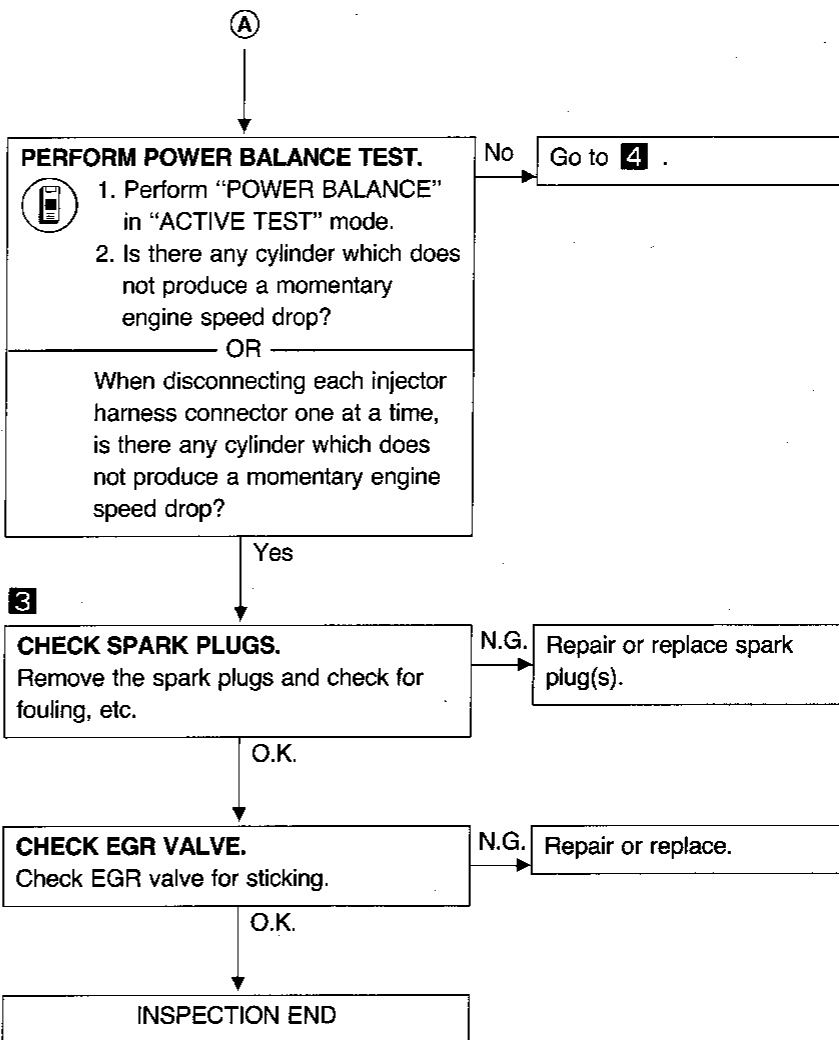 A
PERFORM POWER BALANCE TEST.
1. Perform “POWER BALANCE”
in “ACTIVE TEST” mode.
2. Is there any cylinder which does
not produce a momentary
engine speed drop?
OR
When disconnecting each injector
harness connector one at a time,
is there any cylinder which does
not produce a momentary engine
speed drop?
No
Go to 4 .
Yes
3
CHECK SPARK PLUGS.
Remove the spark plugs and check for
fouling, etc.
N.G.
Repair or replace spark
plug(s).
O.K.
CHECK EGR VALVE.
Check EGR valve for sticking.
N.G.
Repair or replace.
O.K.
INSPECTION END